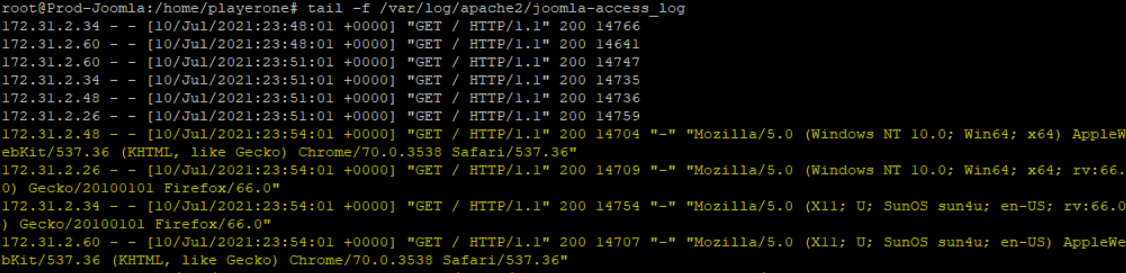 root@Prod-Joomla:/home/playerone# tail -f /var/log/apache2/joomla-access_log
172.31.2.34 - - [10/Jul/2021:23:48:01 +0000] "GET / HTTP/1.1" 200 14766
172.31.2.60 - - [10/Jul/2021:23:48:01 +0000] "GET / HTTP/1.1" 200 14641
172.31.2.60 - - [10/Jul/2021:23:51:01 +0000] "GET / HTTP/1.1" 200 14747
172.31.2.34 - - [10/Jul/2021:23:51:01 +0000] "GET / HTTP/1.1" 200 14735
172.31.2.48 - - [10/Jul/2021:23:51:01 +0000] "GET / HTTP/1.1" 200 14736
172.31.2.26 - - [10/Jul/2021:23:51:01 +0000] "GET / HTTP/1.1" 200 14759
172.31.2.48 - - [10/Jul/2021:23:54:01 +0000] "GET / HTTP/1.1" 200 14704 "-" "Mozilla/5.0 (Windows NT 10.0; Win64; x64) AppleW
ebKit/537.36 (KHTML, like Gecko) Chrome/70.0.3538 Safari/537.36"
172.31.2.26 - - [10/Jul/2021:23:54:01 +0000] "GET / HTTP/1.1" 200 14709 "-" "Mozilla/5.0 (Windows NT 10.0; Win64; x64; rv:66.
0) Gecko/20100101 Firefox/66.0"
172.31.2.34 - - [10/Jul/2021:23:54:01 +0000] "GET / HTTP/1.1" 200 14754 "-" "Mozilla/5.0 (X11; U; SunOS sun4u; en-US; rv:66.0
) Gecko/20100101 Firefox/66.0"
172.31.2.60 - - [10/Jul/2021:23:54:01 +0000] "GET / HTTP/1.1" 200 14707 "-" "Mozilla/5.0 (X11; U; SunOS sun4u; en-US) AppleWe
bKit/537.36 (KHTML, like Gecko) Chrome/70.0.3538 Safari/537.36"